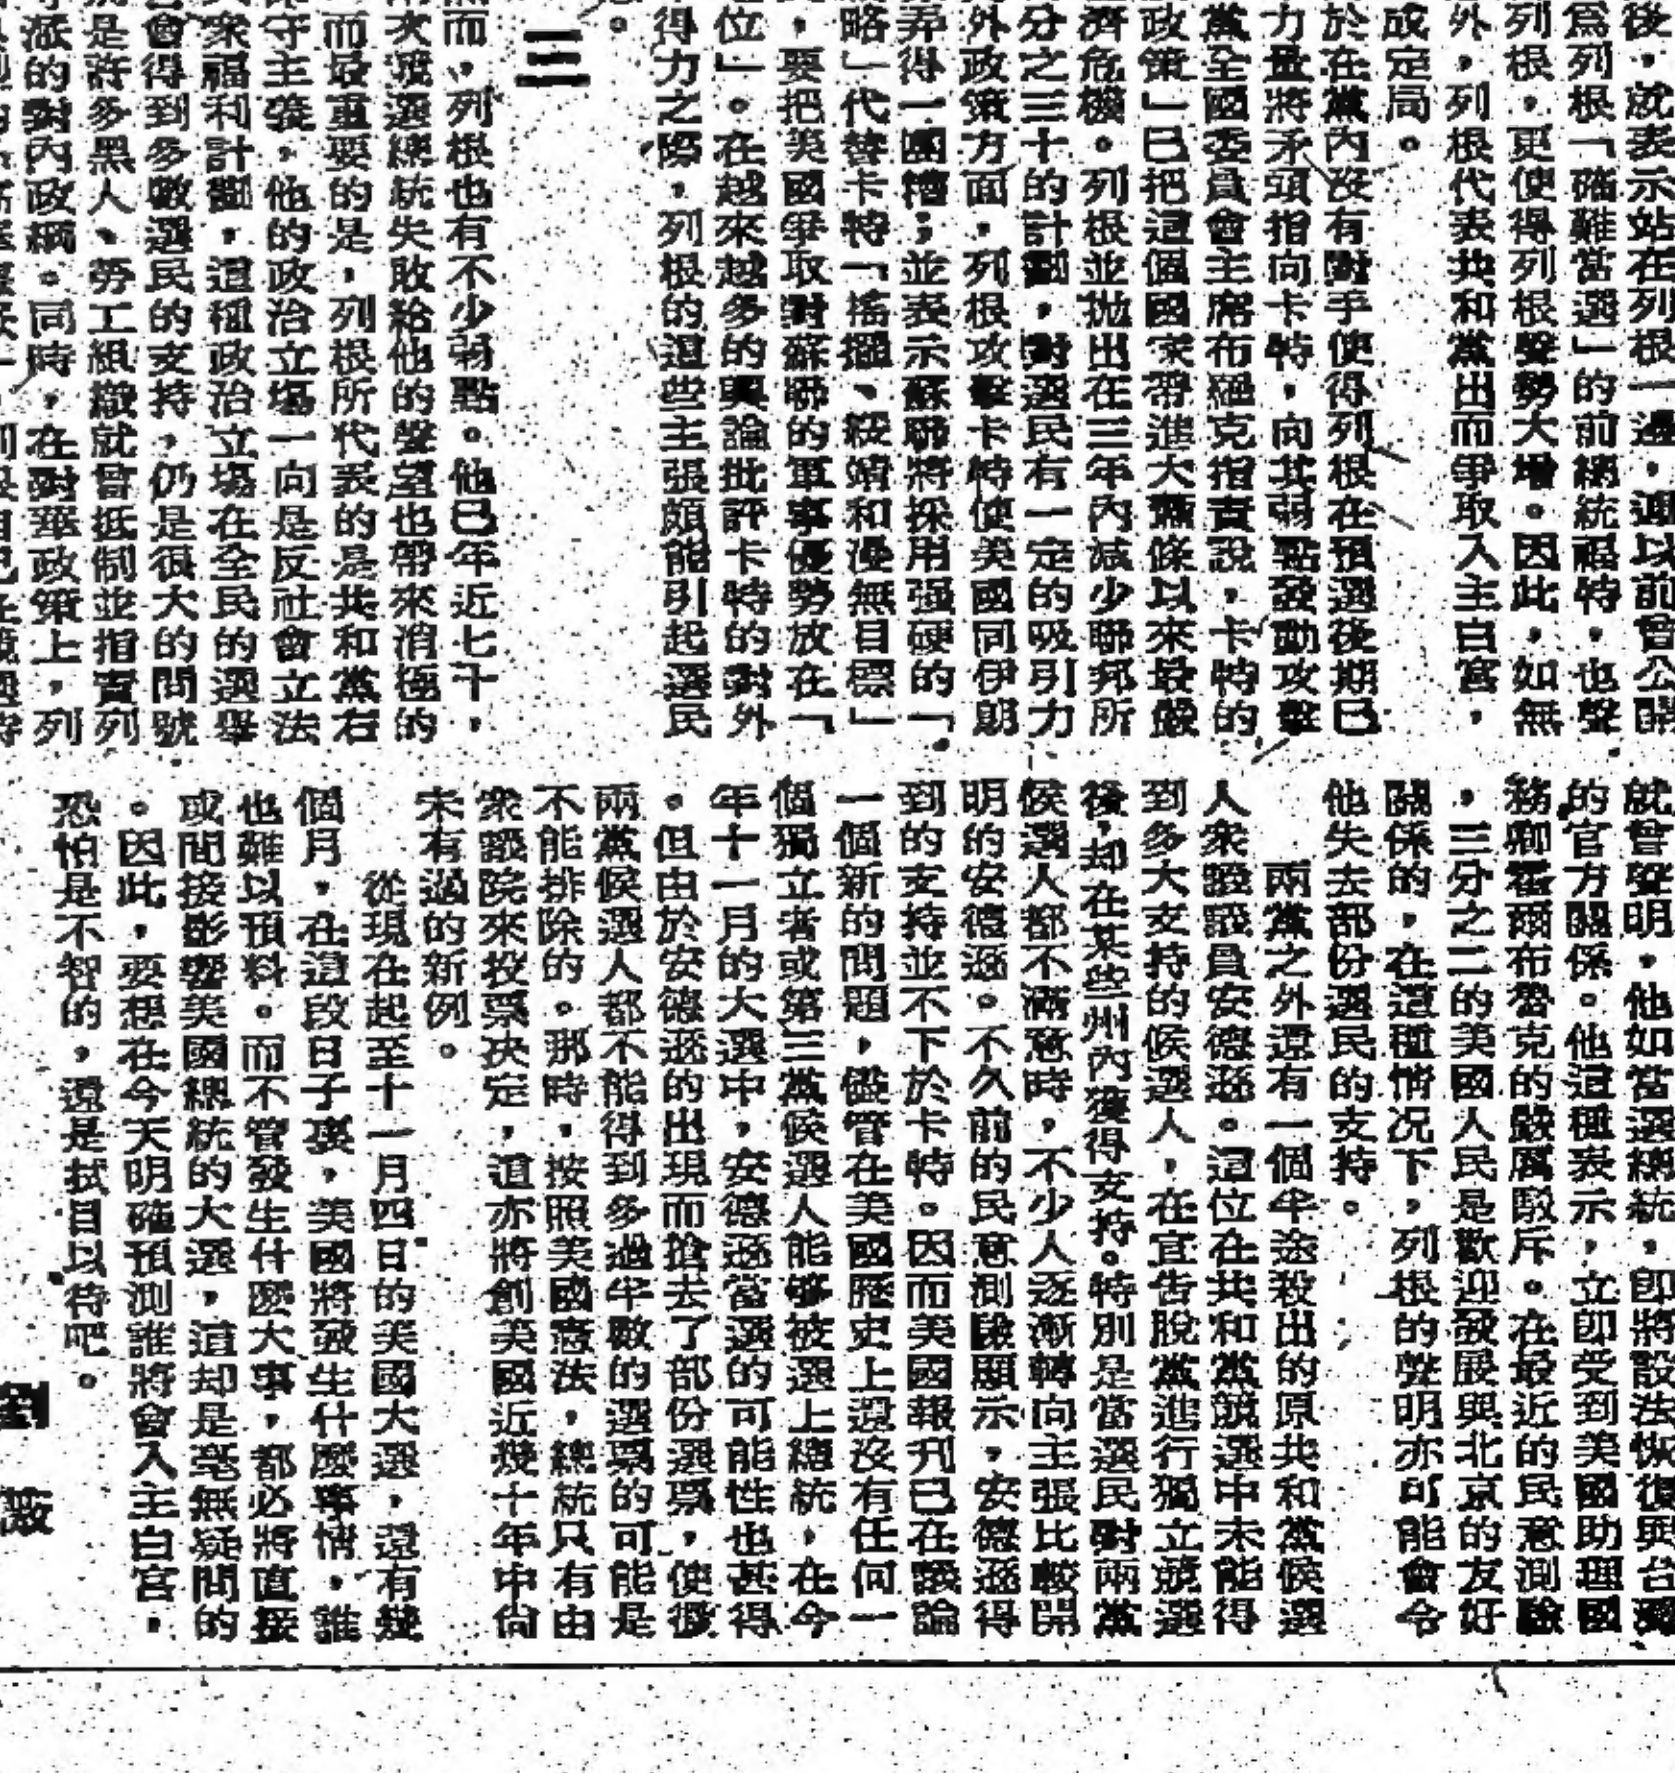 後，就表示站在列根一邊，連以前曾公開
爲列根「確難當選」的前總統福特，也聲
列根，更使得列根聲勢大增。因此，如無
外，列根代表共和黨出而爭取入主白宮，
成定局。
於在黨內沒有對手使得列根在預選後期已
力量將矛頭指向卡特，向其弱點發動攻擊
黨全國委員會主席布絕克指責說，卡特的
政策」已把這個國家帶進大蕭條以來最嚴
濟危機。列根並拋出在三年內減少聯邦所
分之三十的計劃，對選民有一定的吸引力
外政策方面，列根攻擊卡特使美國同伊朗
弄得一團糟；並表示蘇聯將採用强硬的「
略」代替卡特「搖擺、綏靖和漫無目標」
，要把美國爭取對蘇聯的軍事優勢放在「
位」。在越來越多的輿論批評卡特的對外
得力之際，列根的這些主張頗能引起選民
。
三
而，列根也有不少弱點。他已年近七十，
次競選總統失敗給他的聲望也帶來消極的
而最重要的是，列根所代表的是共和黨右
守主義，他的政治立場一向是反社會立法
衆福利計劃，這種政治立場在全民的選舉
會得到多數選民的支持，仍是很大的問號
是許多黑人、勞工組織就曾抵制並指責列
派的對內政綱。同時，在對華政策上，列
就曾聲明，他如當選總統，即將設法恢復與台灣
的官方關係。他這種表示，立即受到美國助理國
務卿霍爾布魯克的嚴厲駁斥。在最近的民意測驗
，三分之二的美國人民是歡迎發展與北京的友好
關係的，在這種情况下，列根的聲明亦可能會令
他失去部份選民的支持。
兩黨之外還有一個半途殺出的原共和黨候選
人衆議議員安德遜。這位在共和黨競選中未能得
到多大支持的候選人，在宣告脫黨進行獨立競選
後，却在某些州內獲得支持。特別是當選民對兩黨
候選人都不滿意時，不少人逐漸轉向主張比較開
明的安德遜。不久前的民意測驗顯示，安德遜得
到的支持並不下於卡特。因而美國報刊已在議論
一個新的問題，儘管在美國歷史上還沒有任何一
個獨立者或第三黨候選人能够被選上總統，在今
年十一月的大選中，安德遜當選的可能性也甚得
。但由於安德遜的出現而搶去了部份選票，使得
兩黨候選人都不能得到多過半數的選票的可能是
不能排除的。那時，按照美國憲法，總統只有由
衆議院來投票決定，這亦將創美國近幾十年中尙
未有過的新例。
從現在起至十一月四日的美國大選，還有幾
個月，在這段日子裏，美國將發生什麼事情，誰
也難以預料。而不管發生什麼大事，都必將直接
或間接影響美國總統的大選，這却是毫無疑問的
。因此，要想在今天明確預測誰將會入主白宮，
恐怕是不智的，還是拭目以待吧。
劉